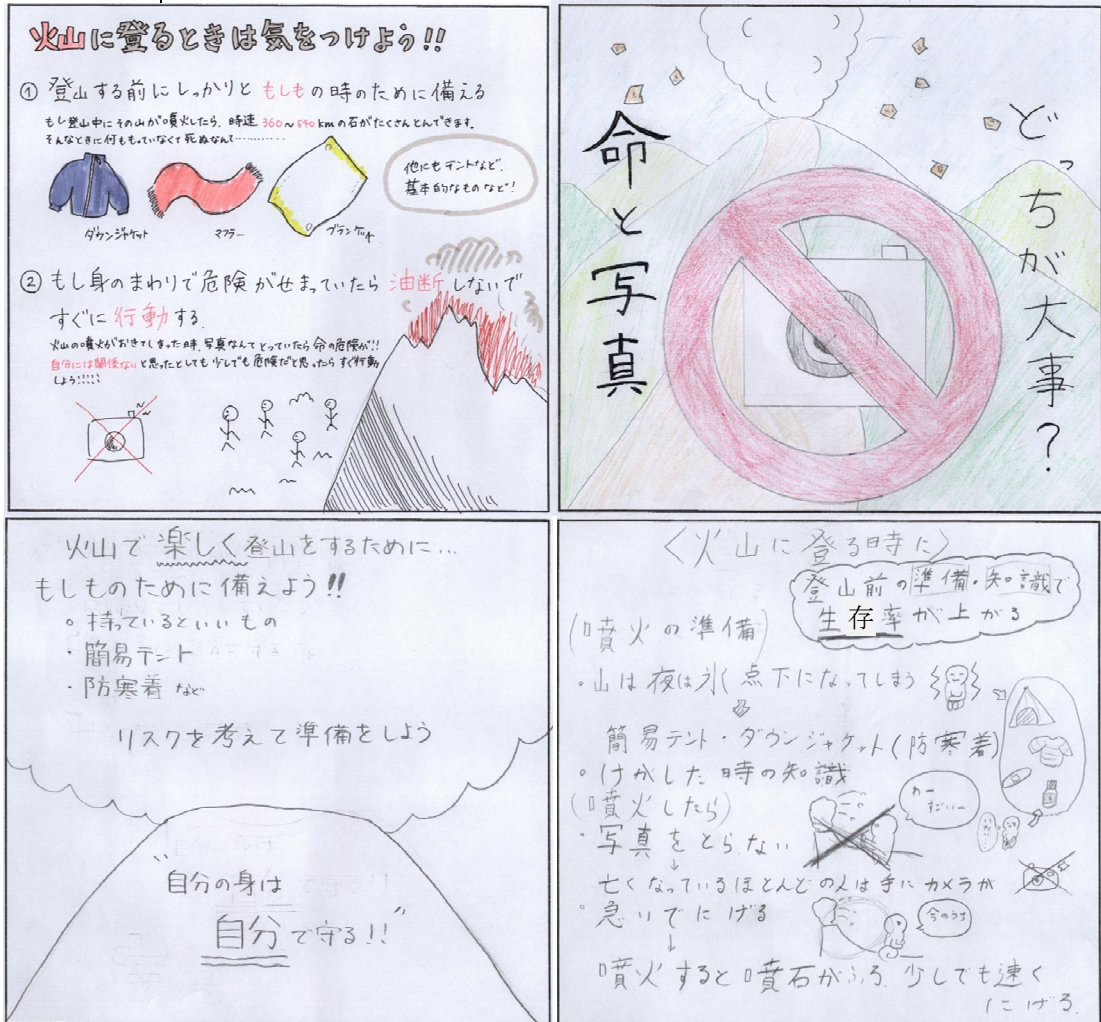 火山に登るときは気をつけよう!!
① 登山する前にしっかりともしもの時のために備える
もし登山中にその山が噴火したら、時速360～540kmの石がたくさんとんできます。
そんなときに何ももっていなくて死ぬなんて…………
ダウンジャケット
マフラー
ブランケット
他にもテントなど、
基本的なものなど!
② もし身のまわりで危険がせまっていたら油断しないで
すぐに行動する。
火山の噴火がおきてしまった時、写真なんてとっていたら命の危険が!!
自分には関係ないと思ったとしても少しでも危険だと思ったらすぐ行動
しよう!!!!!
どっちが大事?
命と写真
火山で楽しく登山をするために…
もしものために備えよう!!
。持っているといいもの
・簡易テント
・防寒着など
リスクを考えて準備をしよう
"自分の身は
自分で守る!!"
〈火山に登る時に〉
登山前の準備・知識で
生存率が上がる
(噴火の準備)
・山は夜は氷点下になってしまう
⇩
簡易テント・ダウンジャケット(防寒着)
。けがした時の知識
(噴火したら)
・写真をとらない
わー
すごいー
↓
亡くなっているほとんどの人は手にカメラが
。急いでにげる
今のうち
↓
噴火すると噴石がふる。少しでも速く
にげる。